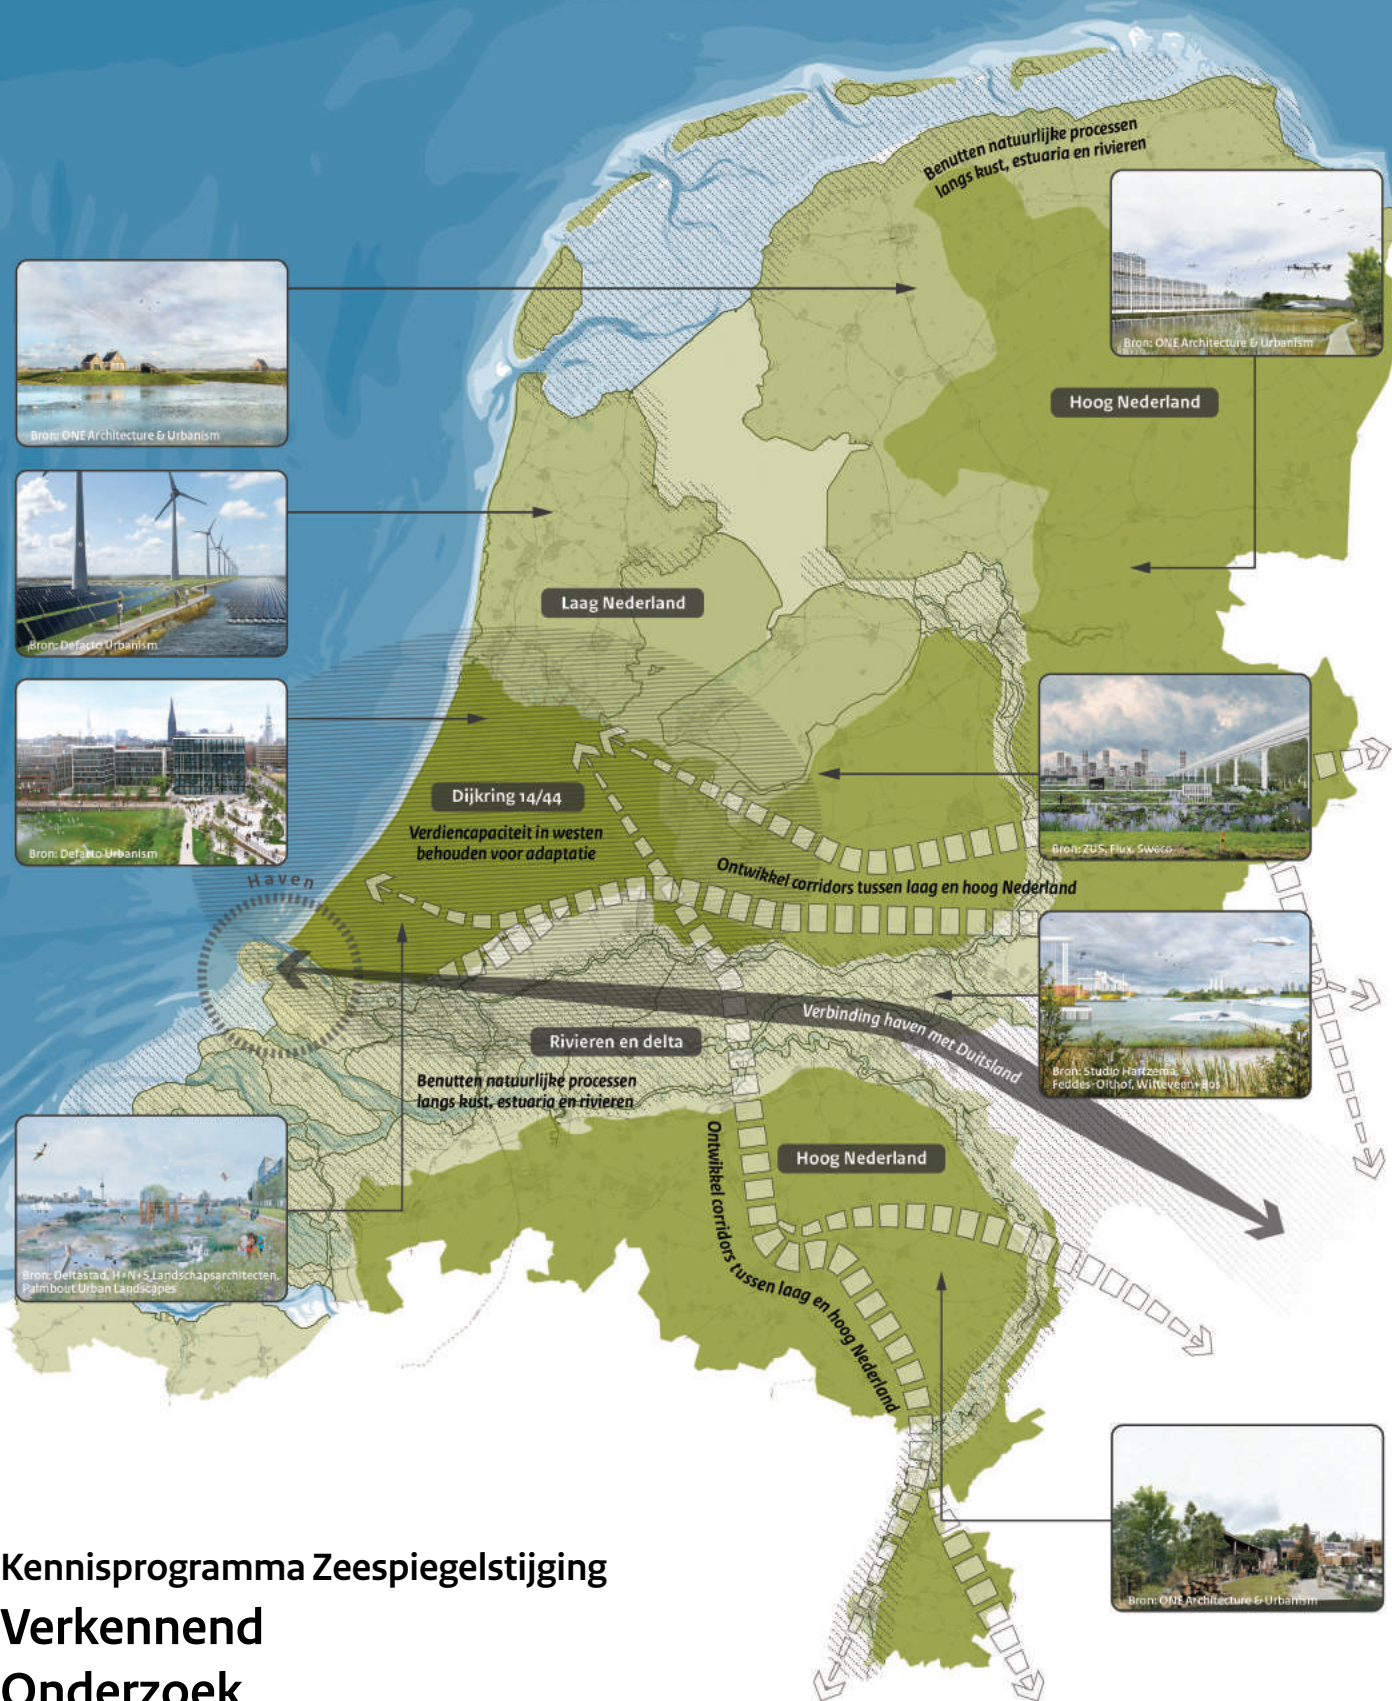 Benutten natuurlijke processen
langs kust, estuaria en rivieren
Bron: ONE Architecture & Urbanism
Hoog Nederland
Bron: ONE Architecture & Urbanism
Laag Nederland
Bron: Defacto Urbanism
Dijkring 14/44
Verdiencapaciteit in westen
behouden voor adaptatie
Bron: Defacto Urbanism
Bron: ZUS, Flux, Sweco
Haven
Ontwikkel corridors tussen laag en hoog Nederland
Verbinding haven met Duitsland
Rivieren en delta
Bron: Studio Hartzema,
Feddes-Olthof, Witteveen+Bos
Benutten natuurlijke processen
langs kust, estuaria en rivieren
Hoog Nederland
Ontwikkel corridors tussen laag en hoog Nederland
Bron: Deltastad, H+N+S Landschapsarchitecten,
Palmbout Urban Landscapes
Bron: ONE Architecture & Urbanism
Kennisprogramma Zeespiegelstijging
Verkennend
Onderzoek